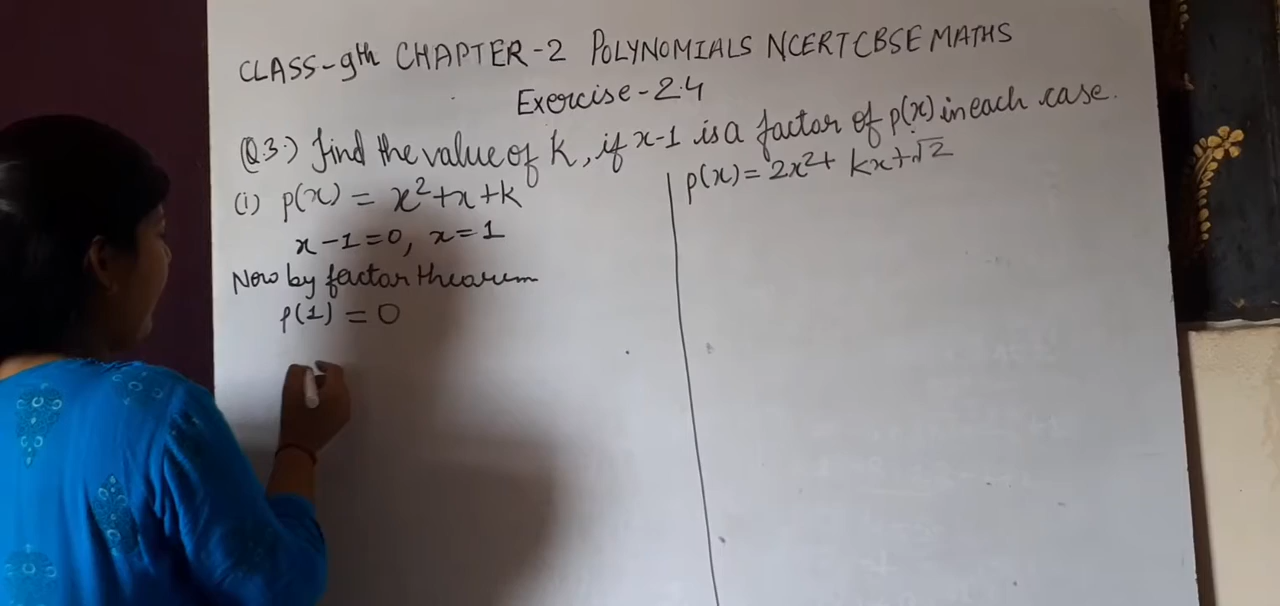 CLASS-9th CHAPTER-2 POLYNOMIALS NCERT CBSE MATHS
Exercise-2.4
Q3.) find the value of K, if x-1 is a factor of p(x) in each case.
(i) p(x) = x²+x+k
x-1=0, x=1
Now by factor thearem
p(1) = 0
p(x) = 2x²+ kx+√2